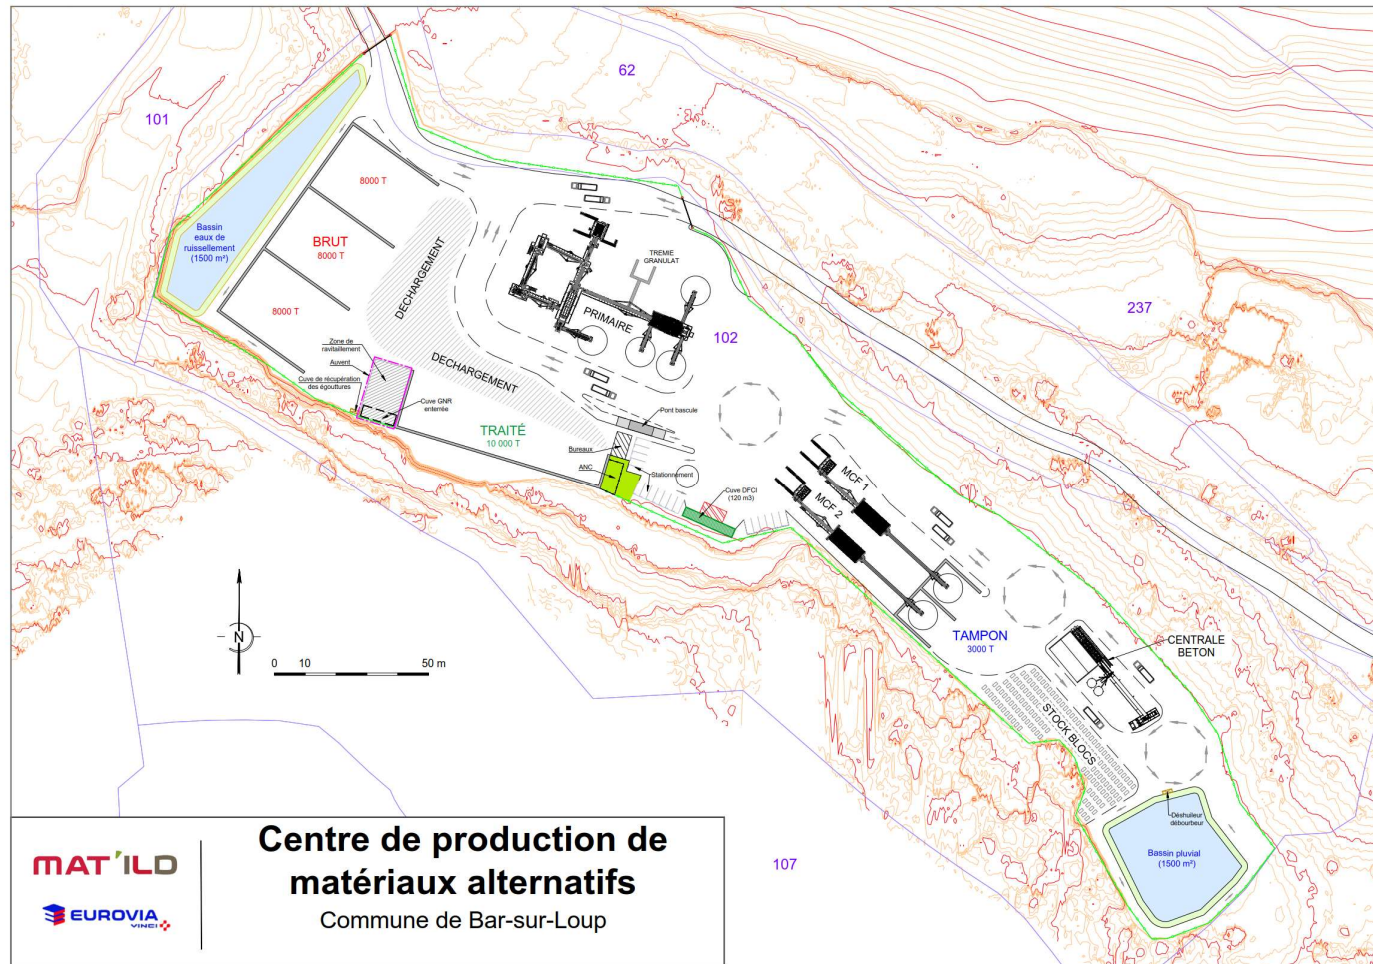 62
101
8000 T
Bassin
eaux de
ruissellement
(1500 m²)
BRUT
8000 T
DECHARGEMENT
TREMIE
GRANULAT
237
8000 T
PRIMAIRE
102
Zone de
ravitaillement
Auvent
Cuve de récupération
des égouttures
DECHARGEMENT
Cuve GNR
enterrée
Pont bascule
TRAITÉ
10 000 T
Bureaux
ANC
Stationnement
Cuve DFCI
(120 m3)
MCF 1
MCF 2
N
0 10 50 m
TAMPON
3000 T
CENTRALE
BETON
STOCK BLOCS
Déshuileur
débourbeur
Bassin pluvial
(1500 m²)
107
MAT'ILD
EUROVIA
VINCI
Centre de production de
matériaux alternatifs
Commune de Bar-sur-Loup